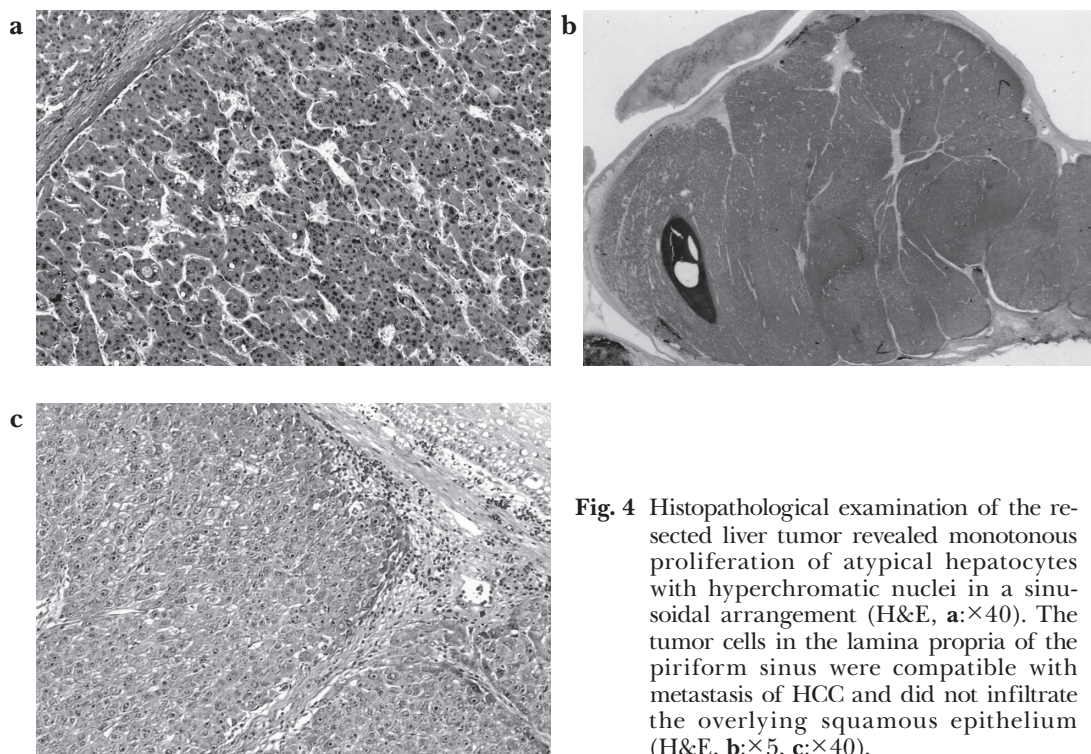 a
b
c
Fig. 4 Histopathological examination of the re-
sected liver tumor revealed monotonous
proliferation of atypical hepatocytes
with hyperchromatic nuclei in a sinu-
soidal arrangement (H&E, a:×40). The
tumor cells in the lamina propria of the
piriform sinus were compatible with
metastasis of HCC and did not infiltrate
the overlying squamous epithelium
(H&E, b:×5, c:×40).